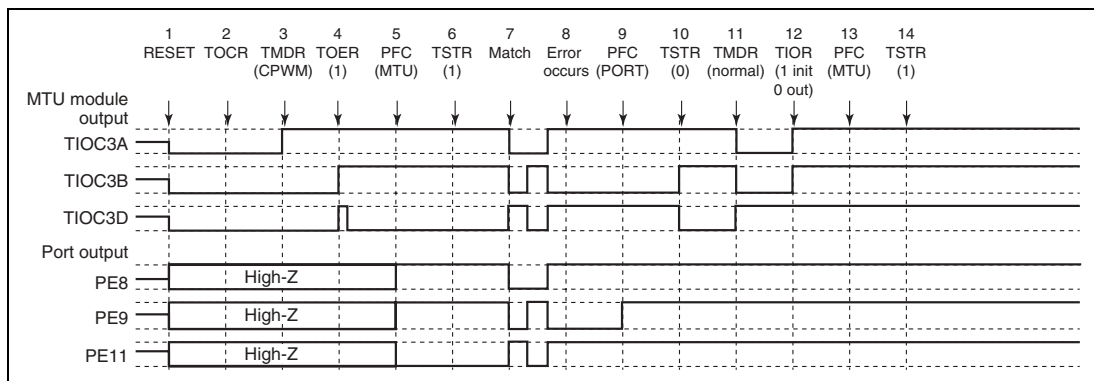 1 2 3 4 5 6 7 8 9 10 11 12 13 14
RESET TOCR TMDR TOER PFC TSTR Match Error PFC TSTR TMDR TIOR PFC TSTR
(CPWM) (1) (MTU) (1) occurs (PORT) (0) (normal) (1 init (MTU) (1)
0 out)
MTU module
output
TIOC3A
TIOC3B
TIOC3D
Port output
PE8 High-Z
PE9 High-Z
PE11 High-Z